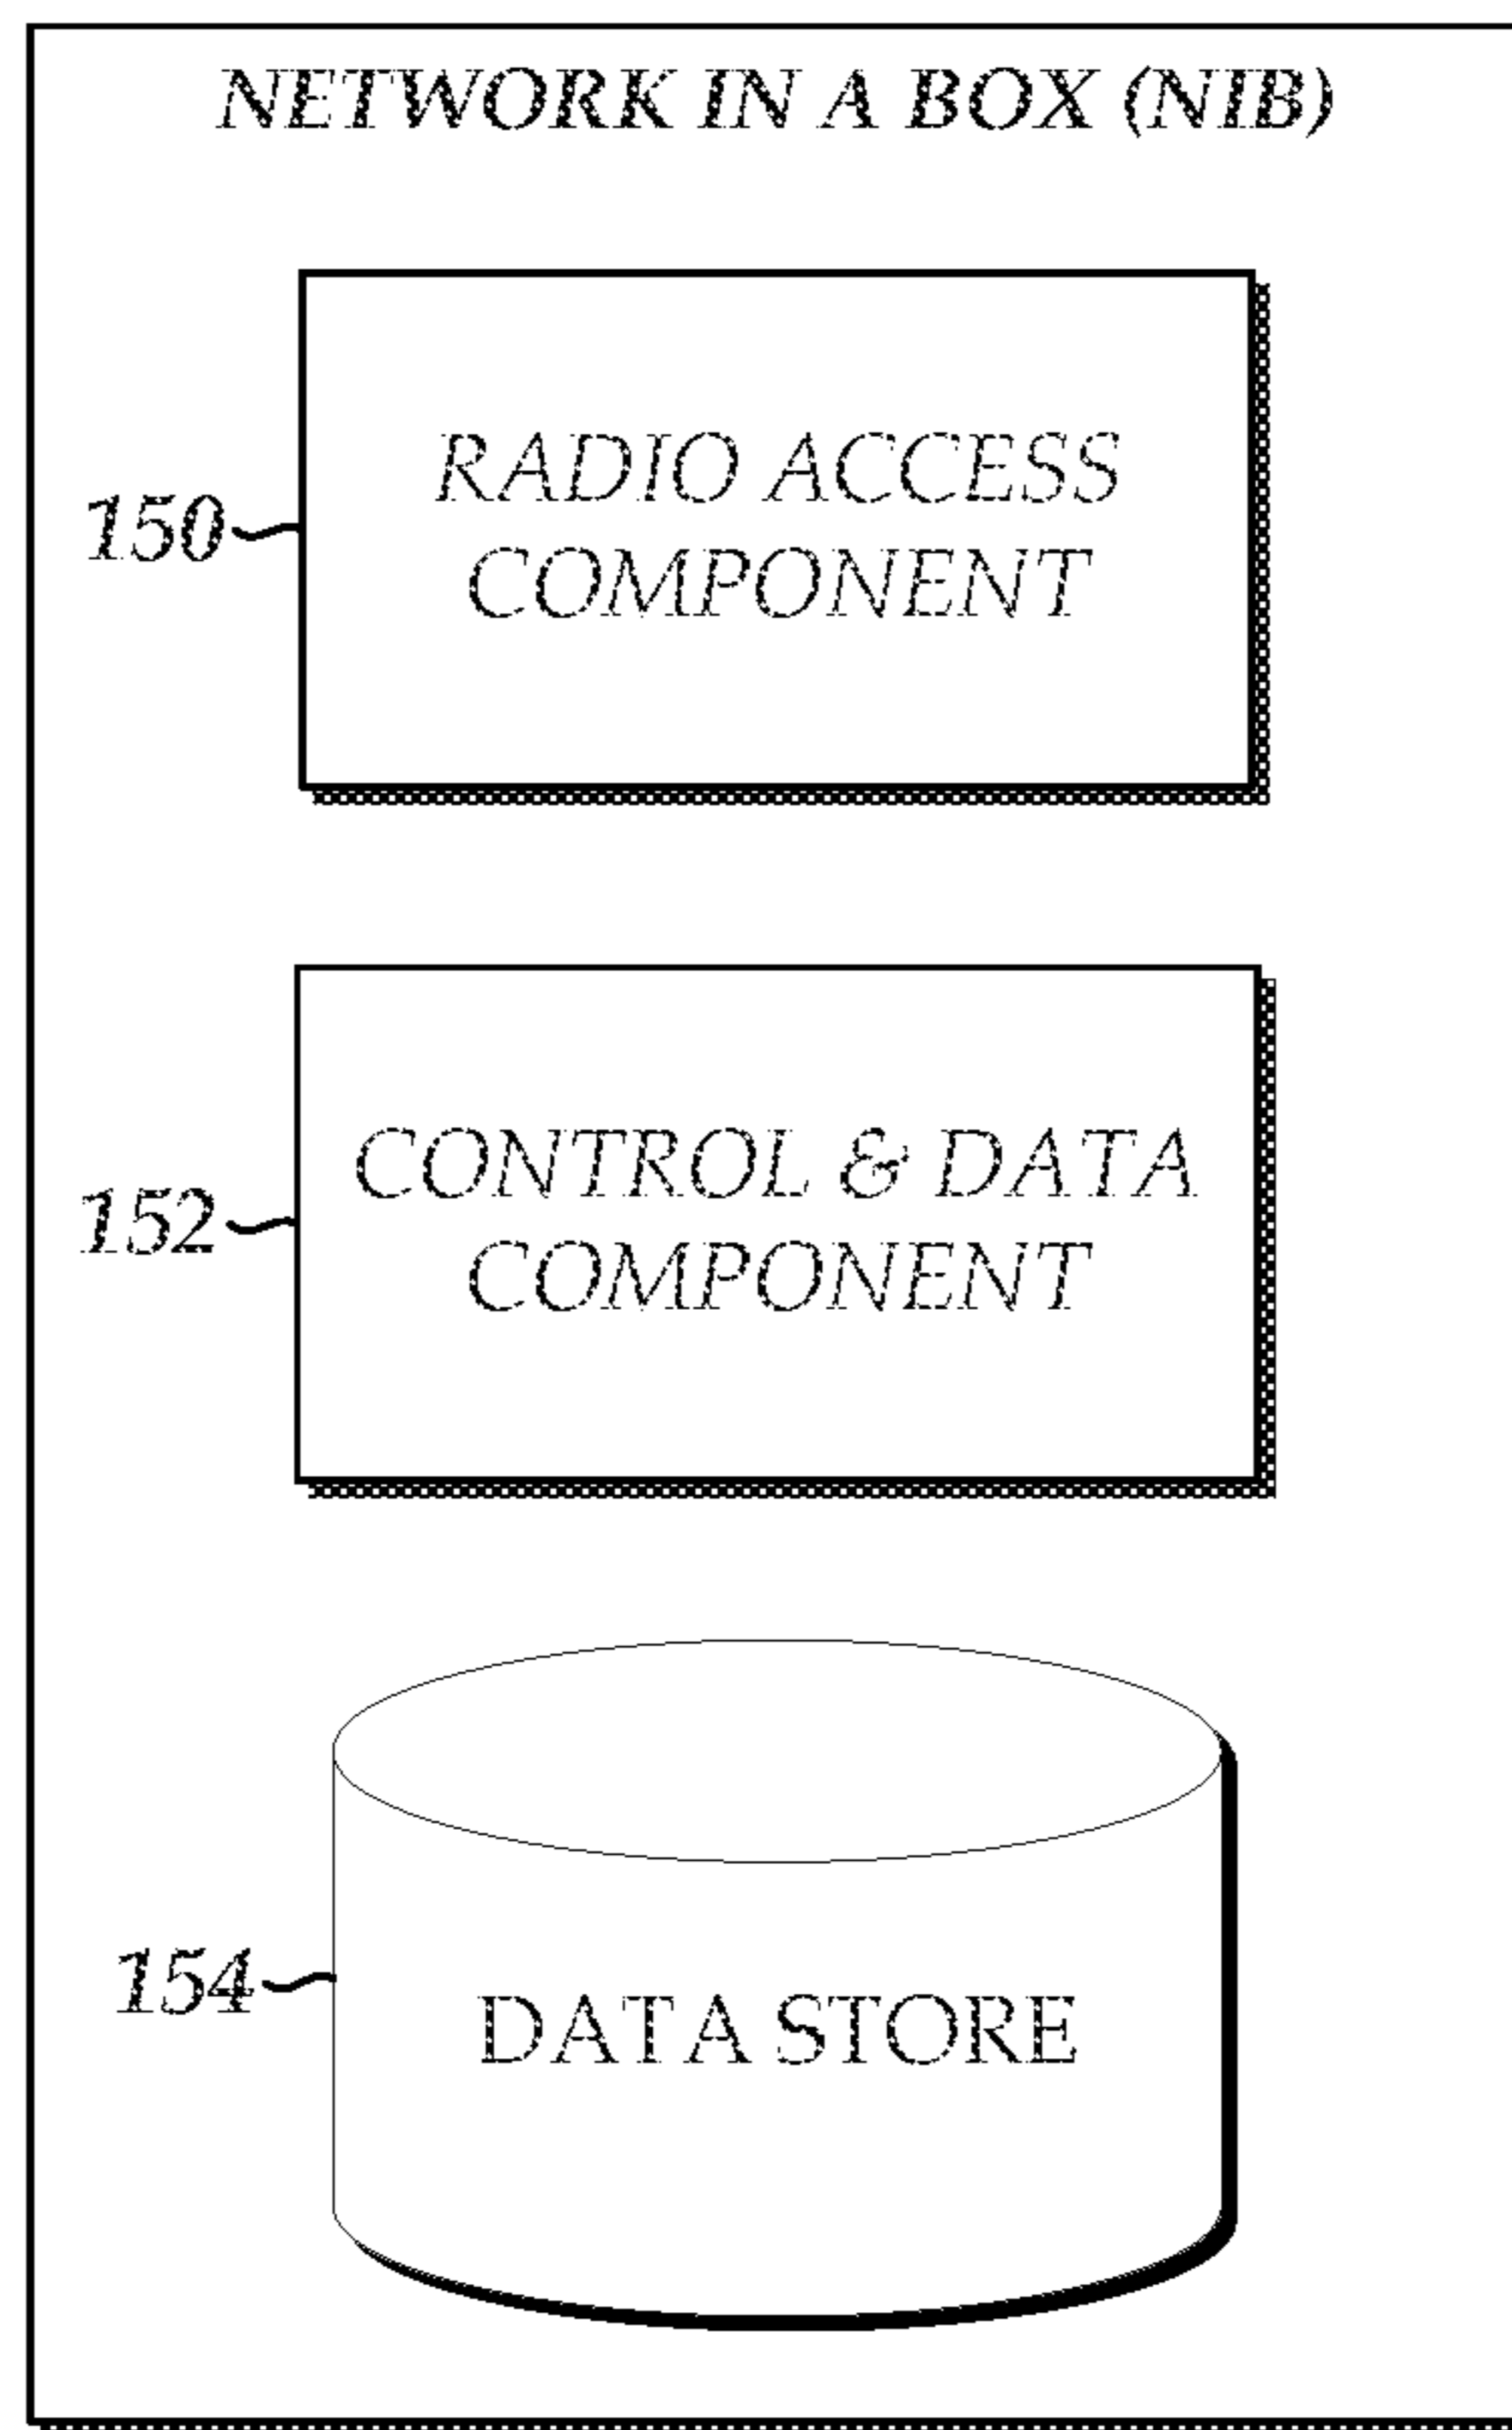 NETWORK IN A BOX (NIB)
RADIO ACCESS
COMPONENT
150
CONTROL & DATA
COMPONENT
152
154
DATA STORE